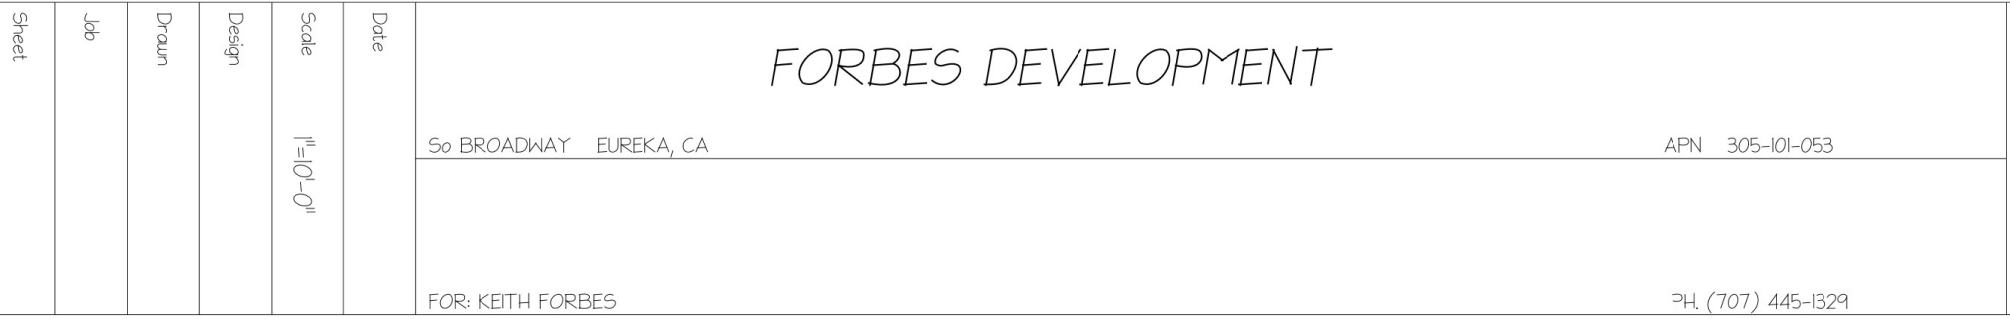 Sheet
Job
Drawn
Design
Scale
1"=10'-0"
Date
FORBES DEVELOPMENT
So BROADWAY EUREKA, CA
APN 305-101-053
FOR: KEITH FORBES
PH. (707) 445-1329